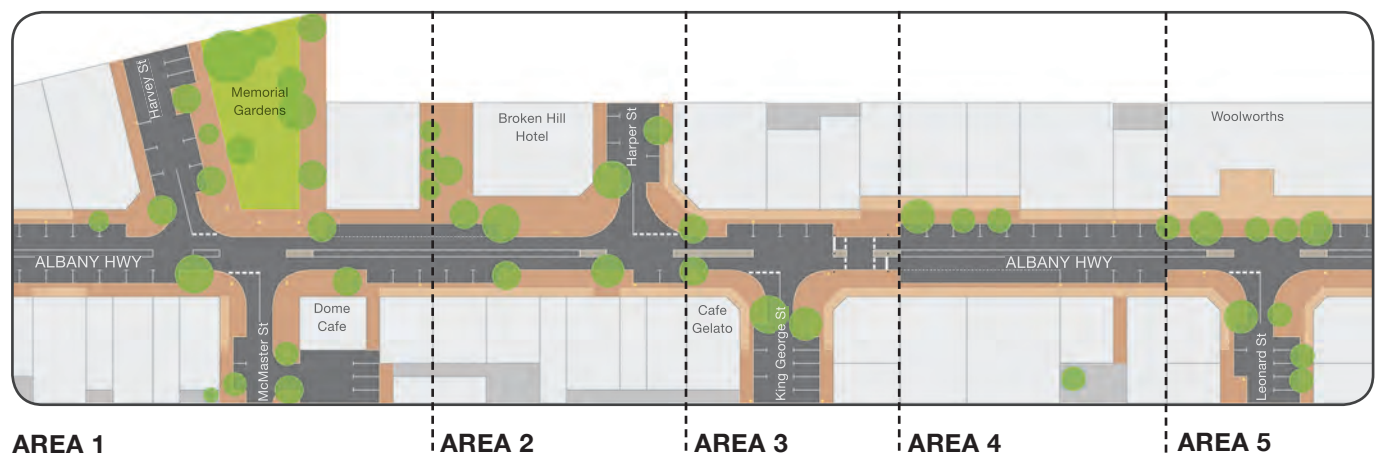 Harvey St
Memorial
Gardens
Broken Hill
Hotel
Harper St
Woolworths
ALBANY HWY
ALBANY HWY
Dome
Cafe
McMaster St
Cafe
Gelato
King George St
Leonard St
AREA 1
AREA 2
AREA 3
AREA 4
AREA 5